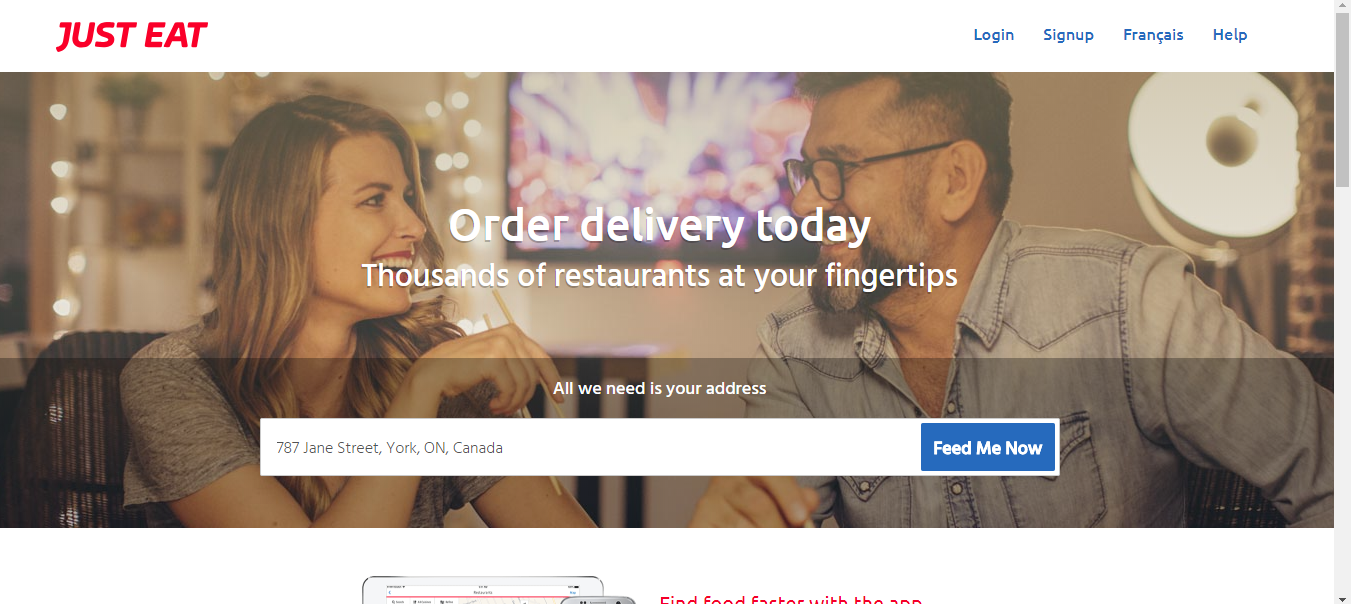 JUST EAT
Login Signup Français Help
Order delivery today
Thousands of restaurants at your fingertips
All we need is your address
787 Jane Street, York, ON, Canada
Feed Me Now
Restaurants
Find food faster with the app